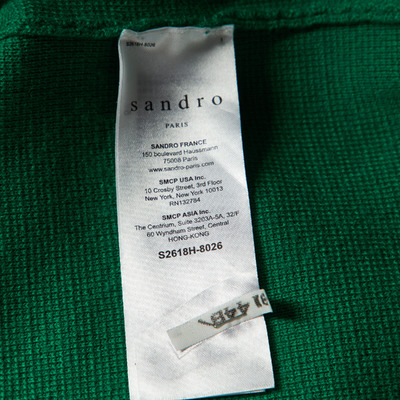 S2618H-8026
sandro
PARIS
SANDRO FRANCE
150 boulevard Haussmann
75008 Paris
www.sandro-paris.com
SMCP USA Inc.
10 Crosby Street, 3rd Floor
New York, New York 10013
RN132784
SMCP ASIA Inc.
The Centrium, Suite 3203A-5A, 32/F
60 Wyndham Street, Central
HONG-KONG
S2618H-8026